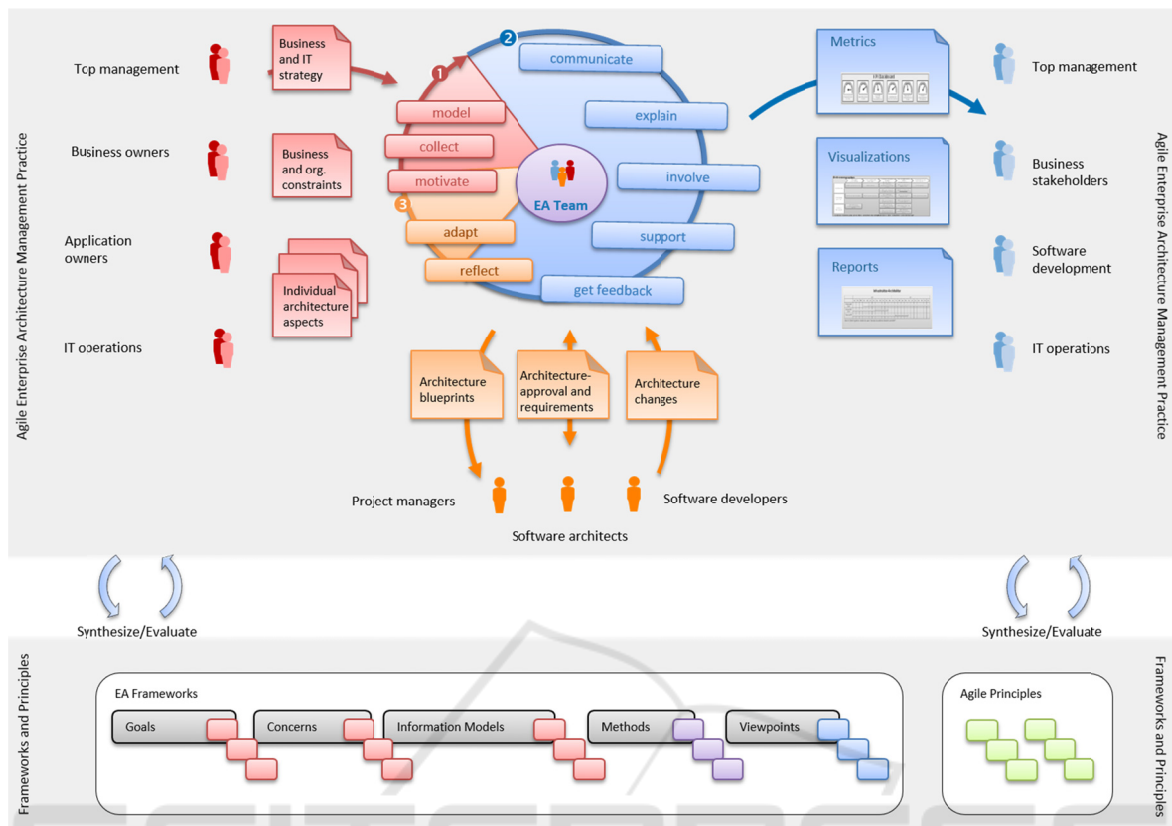 Agile Enterprise Architecture Management Practice
Top management
Business owners
Application
owners
IT operations
Business
and IT
strategy
Business
and org.
constraints
Individual
architecture
aspects
1
model
collect
motivate
2
communicate
explain
involve
support
get feedback
3
adapt
reflect
EA Team
Metrics
Visualizations
Reports
Top management
Business
stakeholders
Software
development
IT operations
Agile Enterprise Architecture Management Practice
Architecture
blueprints
Architecture-
approval and
requirements
Architecture
changes
Project managers
Software developers
Software architects
Synthesize/Evaluate
Synthesize/Evaluate
Frameworks and Principles
EA Frameworks
Goals
Concerns
Information Models
Methods
Viewpoints
Agile Principles
Frameworks and Principles